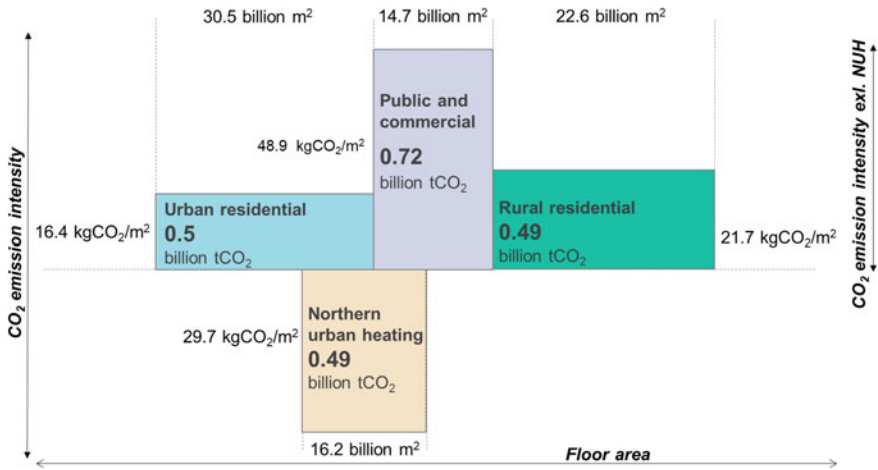 30.5 billion m²
14.7 billion m²
22.6 billion m²
CO₂ emission intensity
CO₂ emission intensity exl. NUH
Public and
commercial
0.72
billion tCO₂
48.9 kgCO₂/m²
Urban residential
0.5
billion tCO₂
16.4 kgCO₂/m²
Rural residential
0.49
billion tCO₂
21.7 kgCO₂/m²
Northern
urban heating
0.49
billion tCO₂
29.7 kgCO₂/m²
16.2 billion m²
Floor area